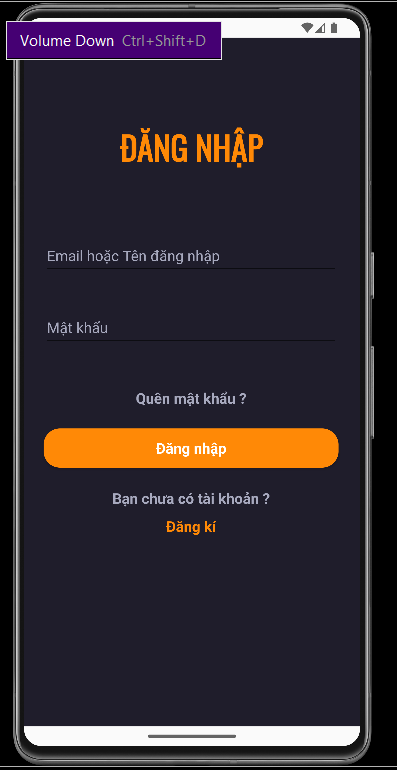 Volume Down Ctrl+Shift+D
ĐĂNG NHẬP
Email hoặc Tên đăng nhập
Mật khẩu
Quên mật khẩu ?
Đăng nhập
Bạn chưa có tài khoản ?
Đăng kí